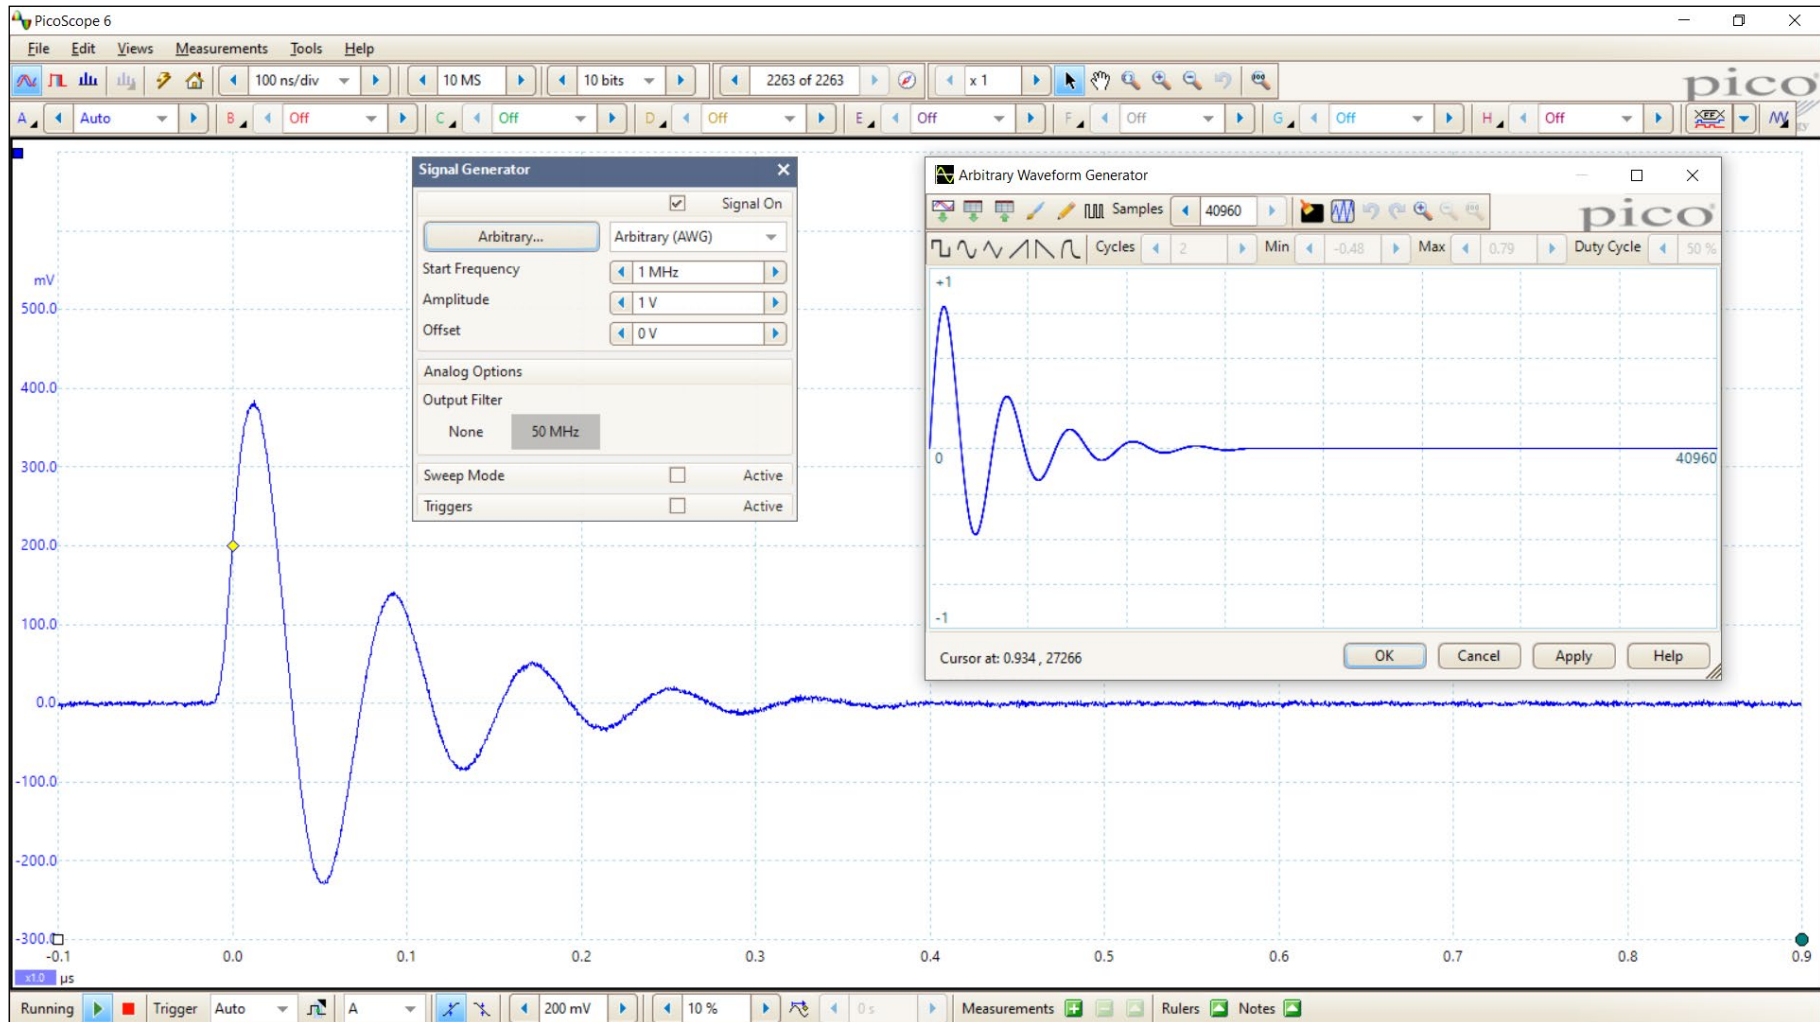 PicoScope 6
File Edit Views Measurements Tools Help
100 ns/div 10 MS 10 bits 2263 of 2263 x 1
pico
A Auto B Off C Off D Off E Off F Off G Off H Off
Signal Generator
Signal On
Arbitrary... Arbitrary (AWG)
Start Frequency 1 MHz
Amplitude 1 V
Offset 0 V
Analog Options
Output Filter
None 50 MHz
Sweep Mode Active
Triggers Active
Arbitrary Waveform Generator
Samples 40960
pico
Cycles 2 Min -0.48 Max 0.79 Duty Cycle 50 %
+1
0
40960
-1
Cursor at: 0.934 , 27266
OK Cancel Apply Help
mV
500.0
400.0
300.0
200.0
100.0
0.0
-100.0
-200.0
-300.0
-0.1 0.0 0.1 0.2 0.3 0.4 0.5 0.6 0.7 0.8 0.9
x1.0 µs
Running Trigger Auto A 200 mV 10 % 0 s Measurements Rulers Notes